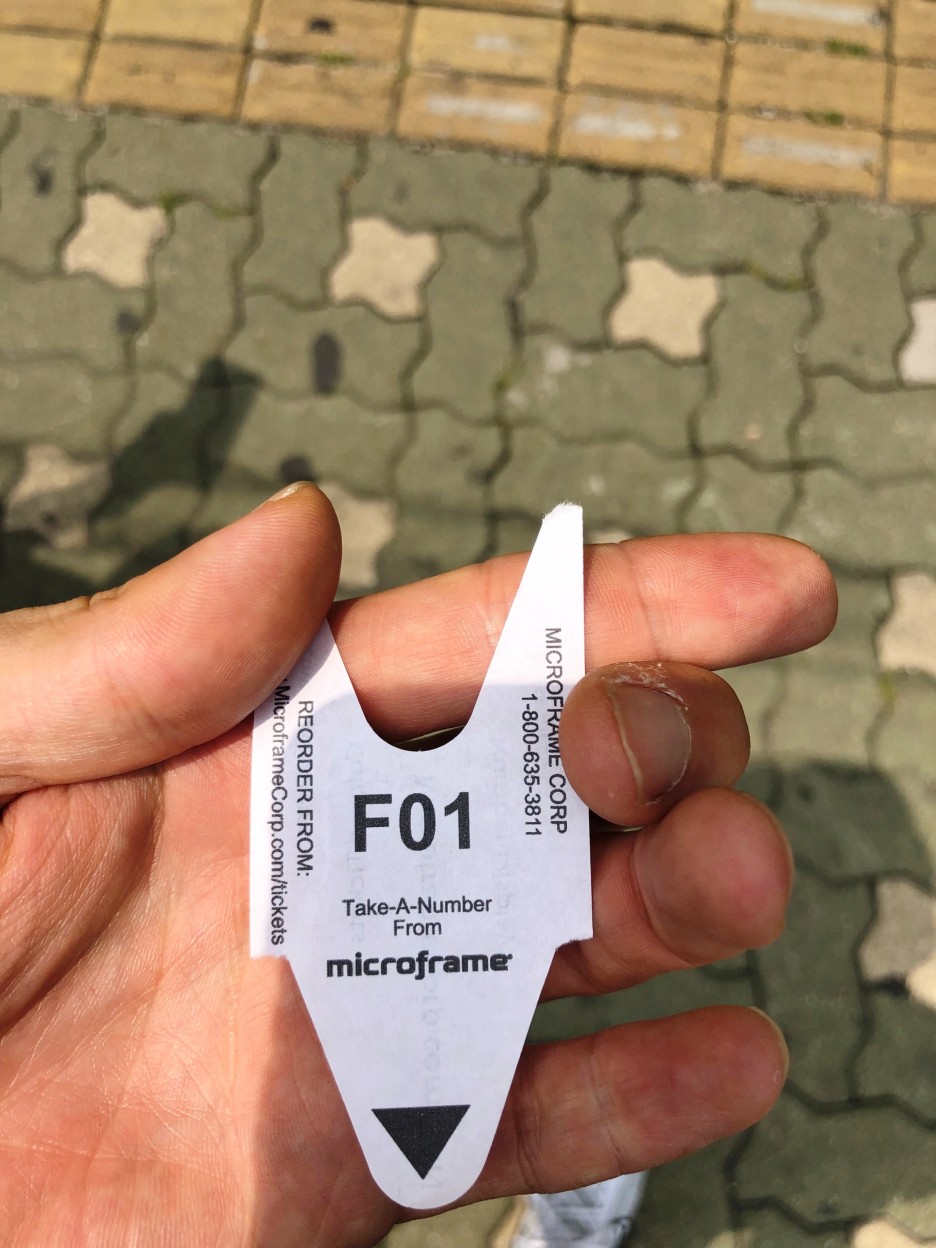 REORDER FROM:
MicroframeCorp.com/tickets
MICROFRAME CORP
1-800-635-3811
F01
Take-A-Number
From
microframe®